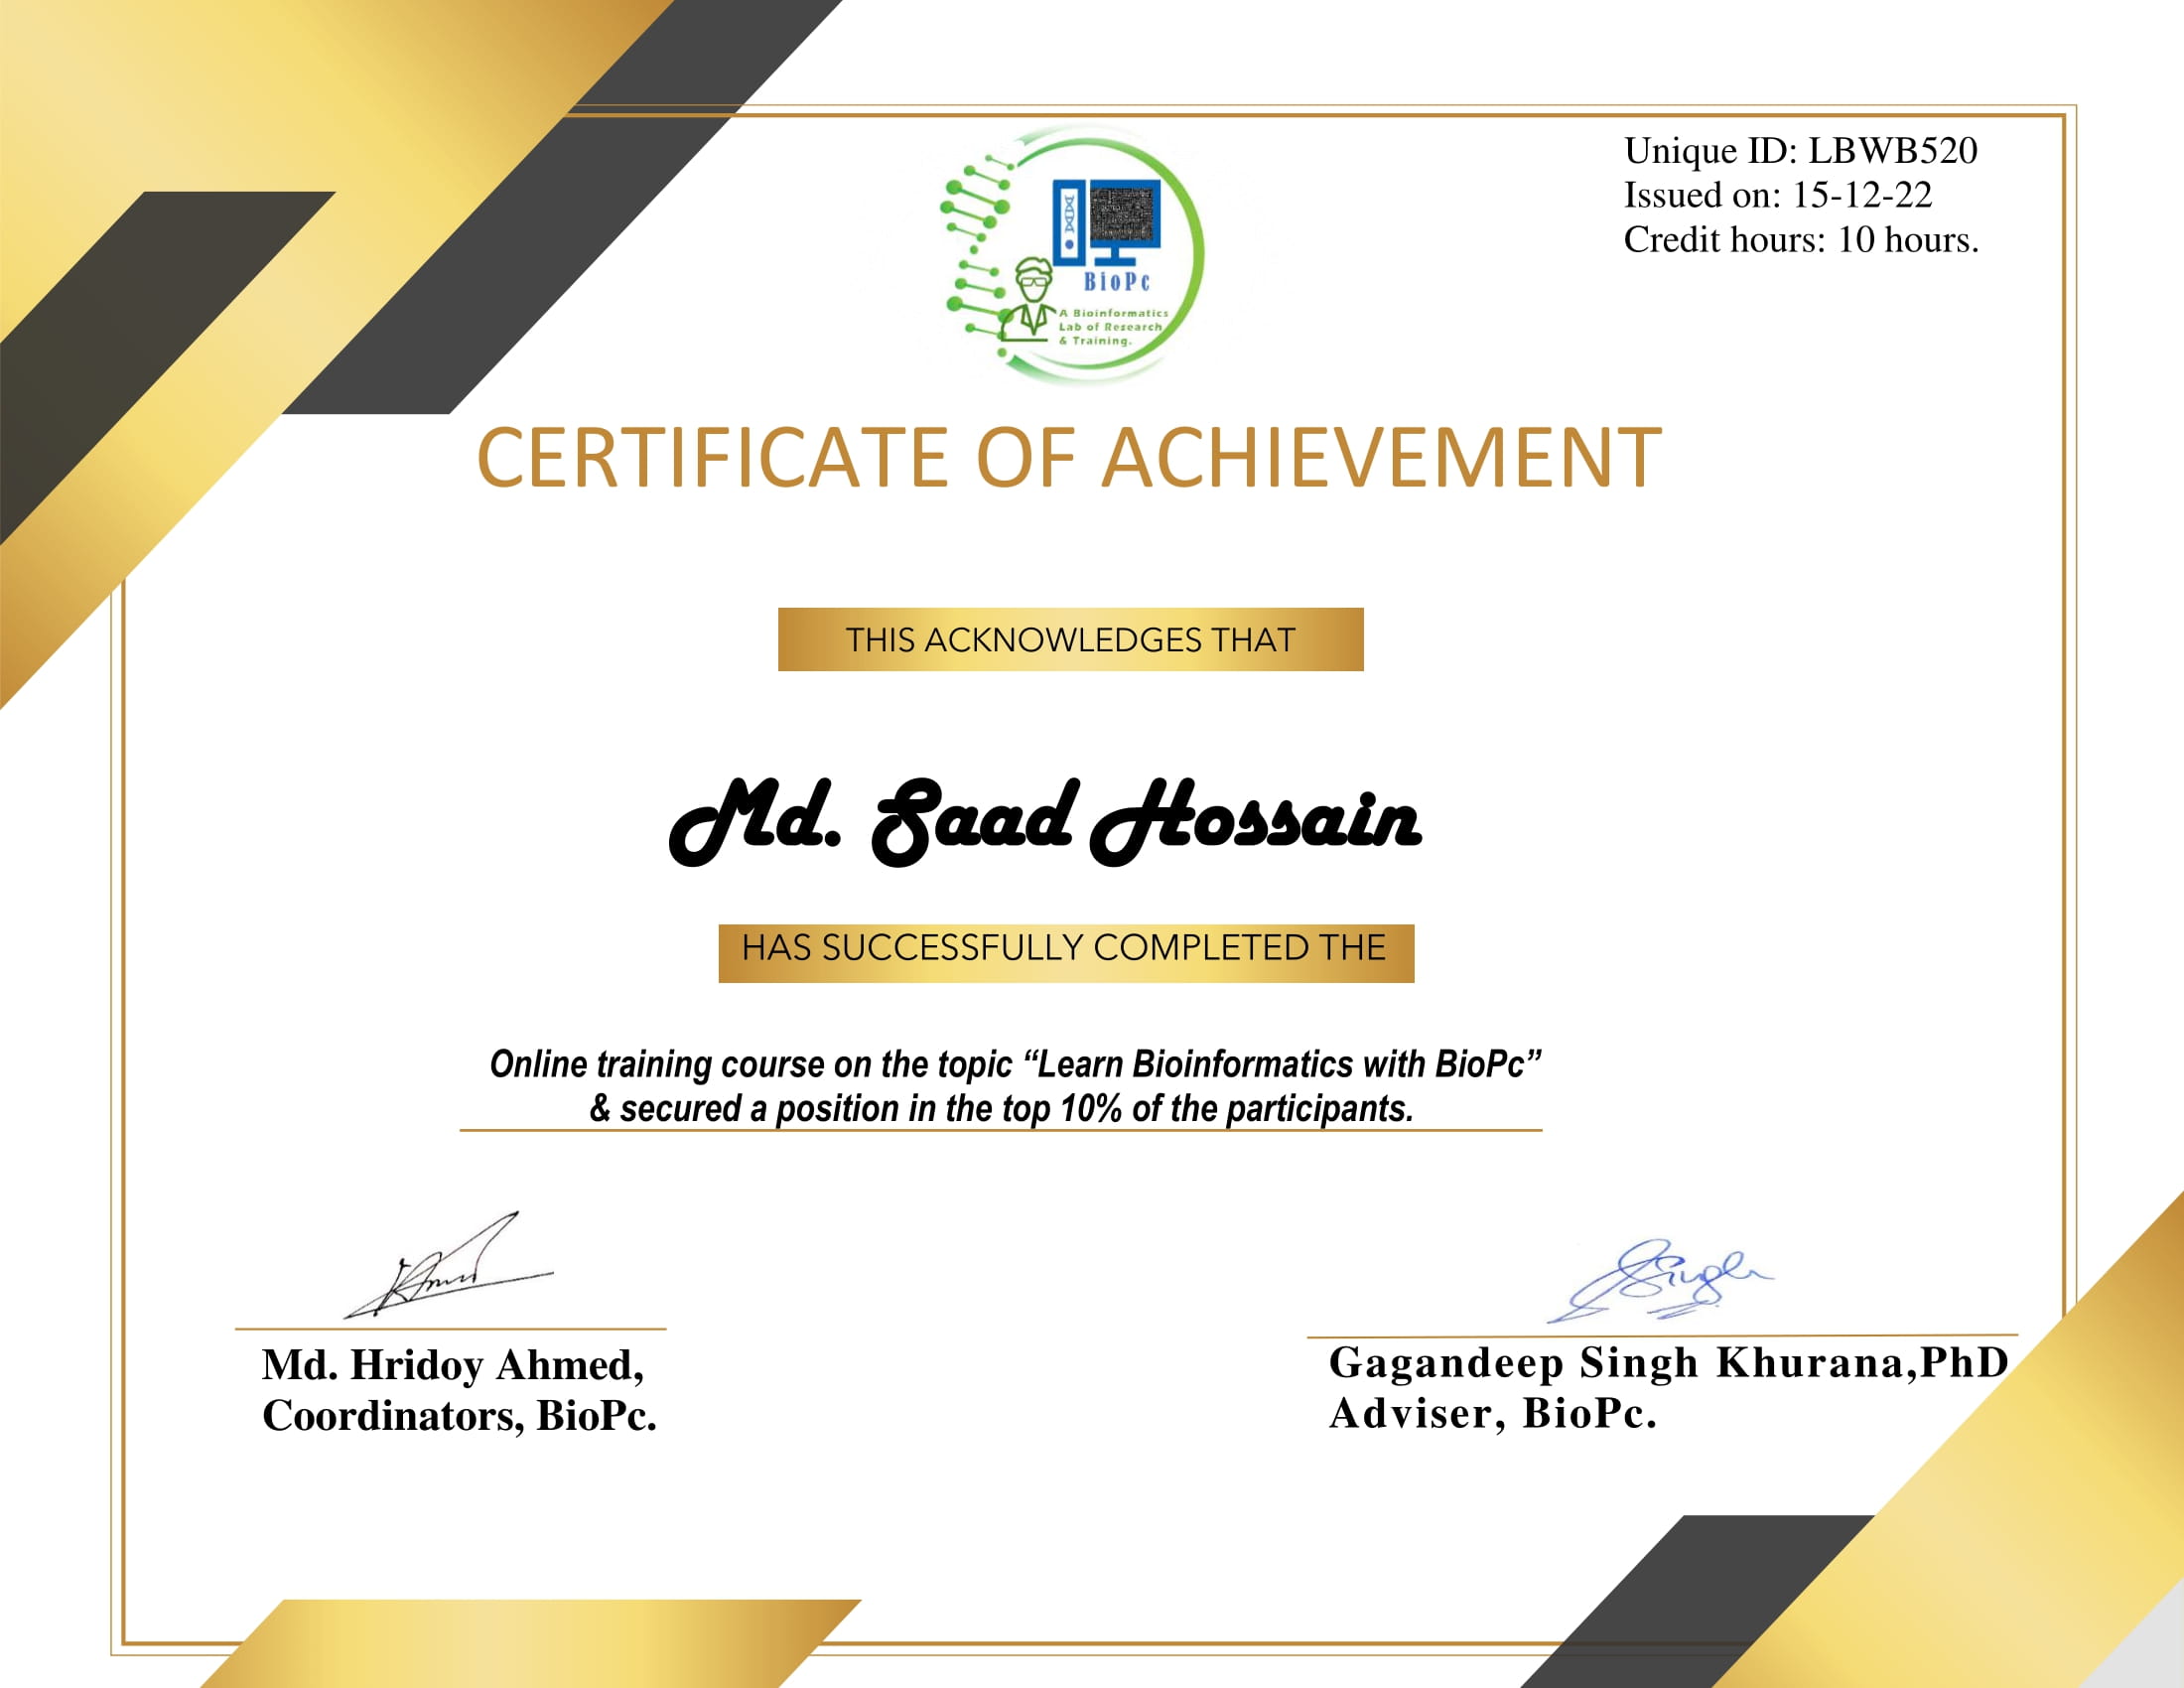 Unique ID: LBWB520
Issued on: 15-12-22
Credit hours: 10 hours.
BioPc
A Bioinformatics
Lab of Research
& Training.
CERTIFICATE OF ACHIEVEMENT
THIS ACKNOWLEDGES THAT
Md. Saad Hossain
HAS SUCCESSFULLY COMPLETED THE
Online training course on the topic “Learn Bioinformatics with BioPc”
& secured a position in the top 10% of the participants.
Singh
Md. Hridoy Ahmed,
Coordinators, BioPc.
Gagandeep Singh Khurana,PhD
Adviser, BioPc.